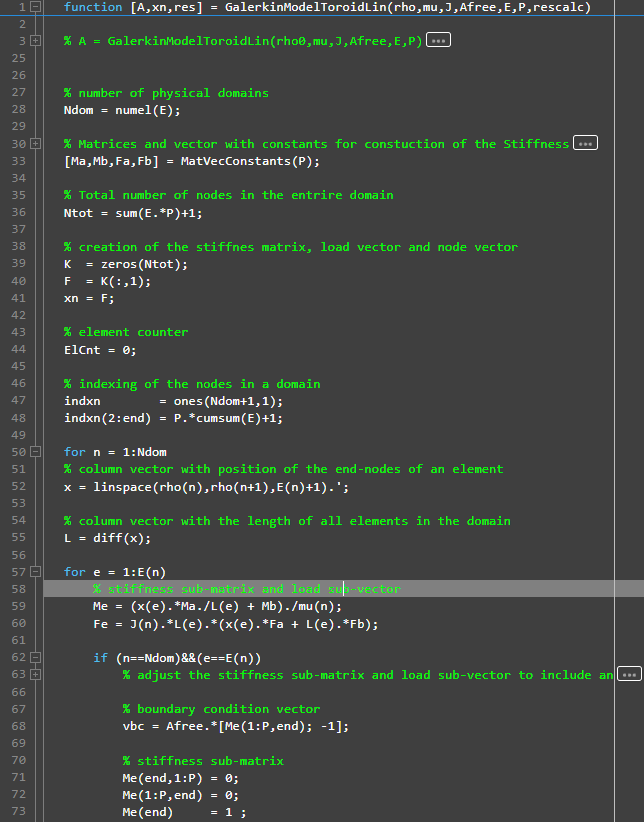 1 function [A,xn,res] = GalerkinModelToroidLin(rho,mu,J,Afree,E,P,rescalc)
2
3 % A = GalerkinModelToroidLin(rho0,mu,J,Afree,E,P) ...
25
26
27 % number of physical domains
28 Ndom = numel(E);
29
30 % Matrices and vector with constants for constuction of the Stiffness ...
33 [Ma,Mb,Fa,Fb] = MatVecConstants(P);
34
35 % Total number of nodes in the entrire domain
36 Ntot = sum(E.*P)+1;
37
38 % creation of the stiffnes matrix, load vector and node vector
39 K  = zeros(Ntot);
40 F  = K(:,1);
41 xn = F;
42
43 % element counter
44 ElCnt = 0;
45
46 % indexing of the nodes in a domain
47 indxn        = ones(Ndom+1,1);
48 indxn(2:end) = P.*cumsum(E)+1;
49
50 for n = 1:Ndom
51 % column vector with position of the end-nodes of an element
52 x = linspace(rho(n),rho(n+1),E(n)+1).';
53
54 % column vector with the length of all elements in the domain
55 L = diff(x);
56
57 for e = 1:E(n)
58 % stiffness sub-matrix and load sub-vector
59 Me = (x(e).*Ma./L(e) + Mb)./mu(n);
60 Fe = J(n).*L(e).*(x(e).*Fa + L(e).*Fb);
61
62 if (n==Ndom)&&(e==E(n))
63 % adjust the stiffness sub-matrix and load sub-vector to include an ...
66
67 % boundary condition vector
68 vbc = Afree.*[Me(1:P,end); -1];
69
70 % stiffness sub-matrix
71 Me(end,1:P) = 0;
72 Me(1:P,end) = 0;
73 Me(end)     = 1 ;